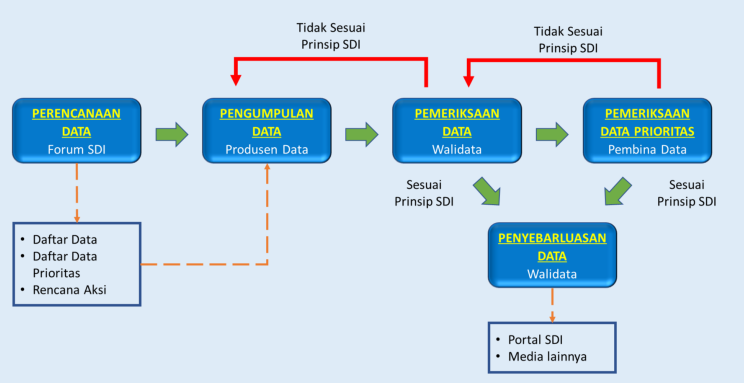 Tidak Sesuai
Prinsip SDI
Tidak Sesuai
Prinsip SDI
PERENCANAAN
DATA
Forum SDI
PENGUMPULAN
DATA
Produsen Data
PEMERIKSAAN
DATA
Walidata
PEMERIKSAAN
DATA PRIORITAS
Pembina Data
Sesuai
Prinsip SDI
Sesuai
Prinsip SDI
• Daftar Data
• Daftar Data
Prioritas
• Rencana Aksi
PENYEBARLUASAN
DATA
Walidata
• Portal SDI
• Media lainnya